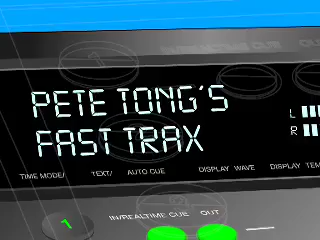 PETE TONG'S
L
FAST TRAX
R
TIME MODE/ TEXT/ AUTO CUE DISPLAY WAVE DISPLAY
IN/REALTIME CUE OUT
1